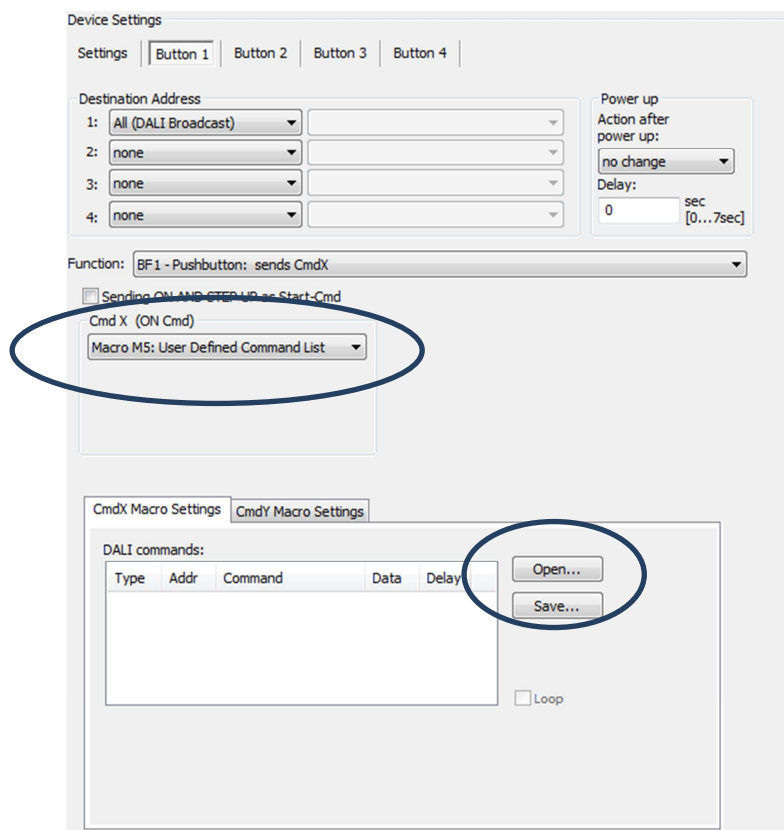 Device Settings
Settings Button 1 Button 2 Button 3 Button 4
Destination Address
1: All (DALI Broadcast)
2: none
3: none
4: none
Power up
Action after
power up:
no change
Delay:
0 sec
[0...7sec]
Function: BF1 - Pushbutton: sends CmdX
Sending ON AND STEP UP as Start-Cmd
Cmd X (ON Cmd)
Macro M5: User Defined Command List
CmdX Macro Settings CmdY Macro Settings
DALI commands:
Type Addr Command Data Delay
Open...
Save...
Loop